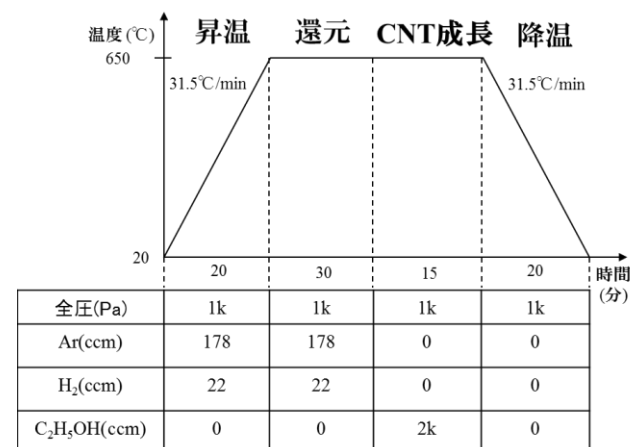 温度(℃) 昇温 還元 CNT成長 降温
650
31.5℃/min 31.5℃/min
20
20 30 15 20 時間
(分)
全圧(Pa) 1k 1k 1k 1k
Ar(ccm) 178 178 0 0
H₂(ccm) 22 22 0 0
C₂H₅OH(ccm) 0 0 2k 0